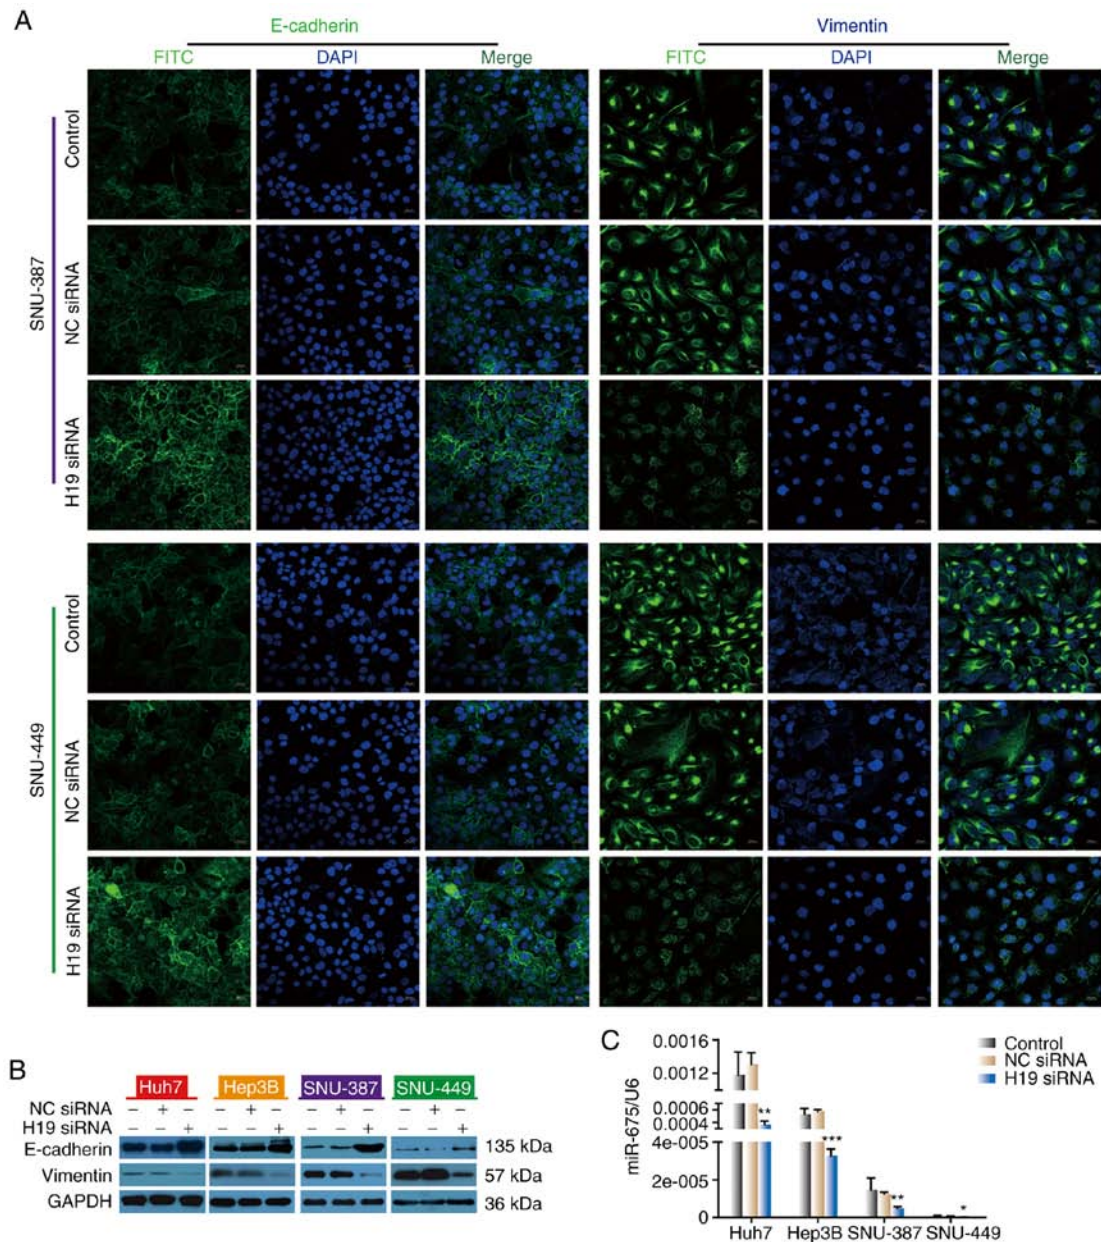 A
E-cadherin Vimentin
FITC DAPI Merge FITC DAPI Merge
SNU-387
Control
NC siRNA
H19 siRNA
SNU-449
Control
NC siRNA
H19 siRNA
B
Huh7 Hep3B SNU-387 SNU-449
NC siRNA – + – – + – – + – – + –
H19 siRNA – – + – – + – – + – – +
E-cadherin 135 kDa
Vimentin 57 kDa
GAPDH 36 kDa
C
Control
NC siRNA
H19 siRNA
miR-675/U6
0.0016
0.0012
0.0006
0.0004
4e-005
2e-005
0
** *** ** *
Huh7 Hep3B SNU-387 SNU-449